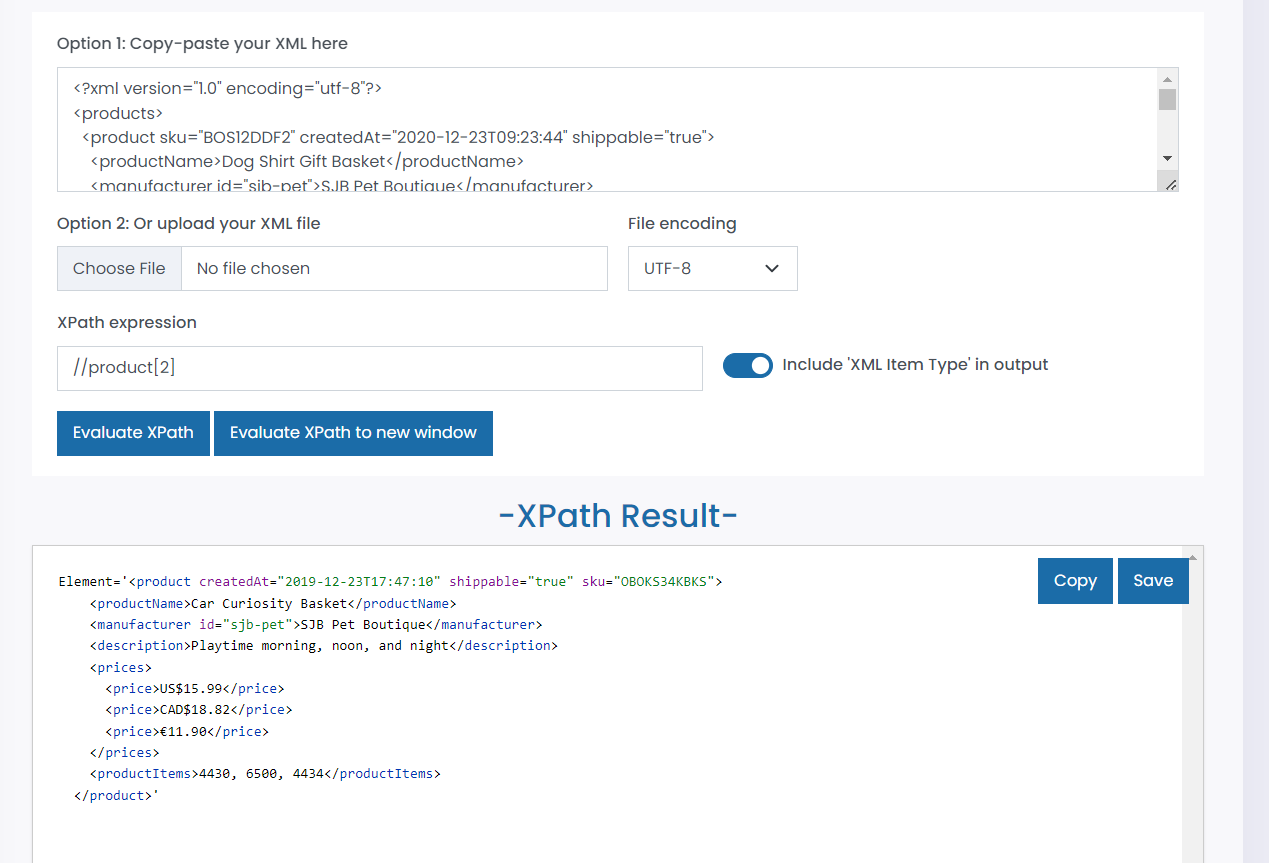 Option 1: Copy-paste your XML here
<?xml version="1.0" encoding="utf-8"?>
<products>
<product sku="BOS12DDF2" createdAt="2020-12-23T09:23:44" shippable="true">
<productName>Dog Shirt Gift Basket</productName>
<manufacturer id="sjb-pet">SJB Pet Boutique</manufacturer>
Option 2: Or upload your XML file
File encoding
Choose File
No file chosen
UTF-8
XPath expression
//product[2]
Include 'XML Item Type' in output
Evaluate XPath
Evaluate XPath to new window
-XPath Result-
Copy
Save
Element='<product createdAt="2019-12-23T17:47:10" shippable="true" sku="OBOKS34KBKS">
<productName>Car Curiosity Basket</productName>
<manufacturer id="sjb-pet">SJB Pet Boutique</manufacturer>
<description>Playtime morning, noon, and night</description>
<prices>
<price>US$15.99</price>
<price>CAD$18.82</price>
<price>€11.90</price>
</prices>
<productItems>4430, 6500, 4434</productItems>
</product>'